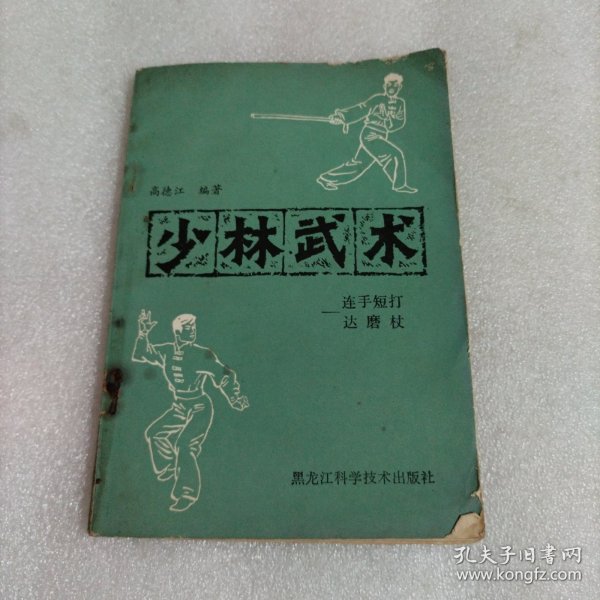 高德江 编著
少林武术
——连手短打
达磨杖
黑龙江科学技术出版社
孔夫子旧书网
www.kongfz.com